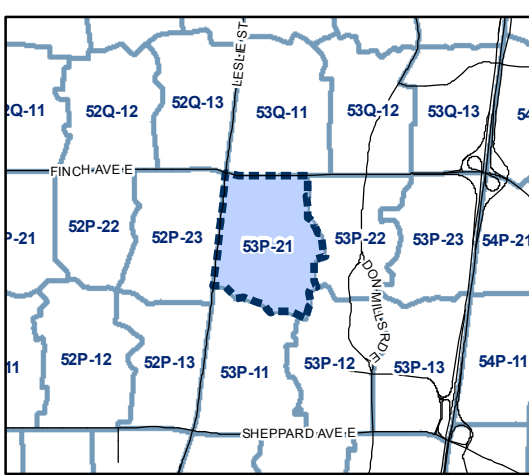 LESLIE ST
2Q-11 52Q-12 52Q-13 53Q-11 53Q-12 53Q-13 54
FINCH AVE E
P-21 52P-22 52P-23 53P-21 53P-22 53P-23 54P-21
DON MILLS RD E
11 52P-12 52P-13 53P-11 53P-12 53P-13 54P-11
SHEPPARD AVE E